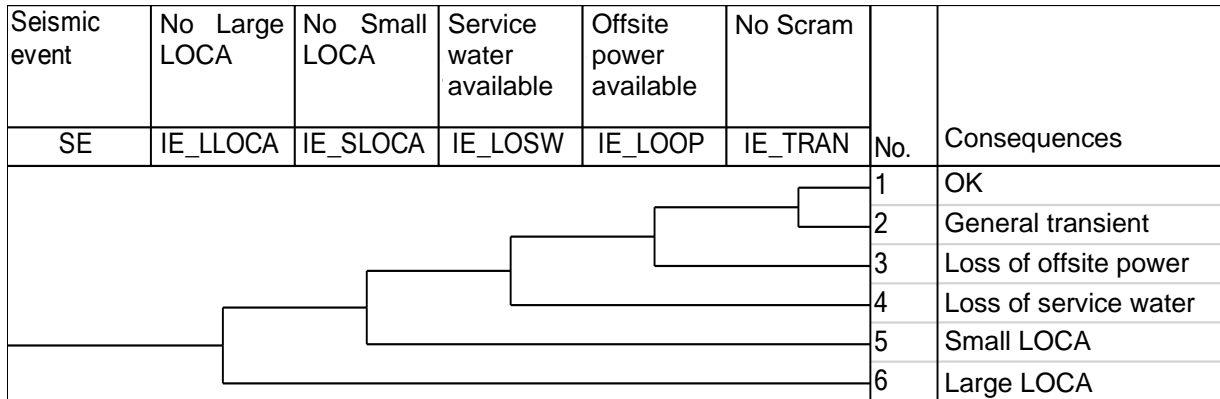 Seismic event
No Large LOCA
No Small LOCA
Service water available
Offsite power available
No Scram
SE
IE_LLOCA
IE_SLOCA
IE_LOSW
IE_LOOP
IE_TRAN
No.
Consequences
1 OK
2 General transient
3 Loss of offsite power
4 Loss of service water
5 Small LOCA
6 Large LOCA